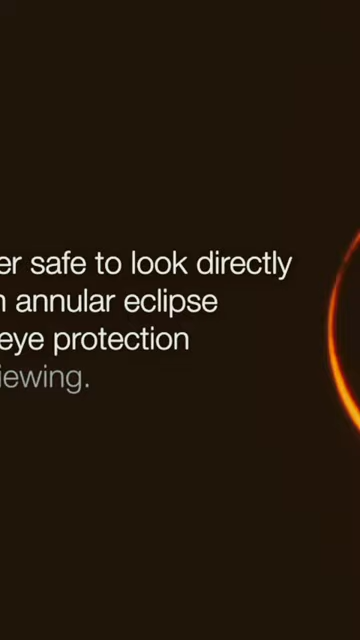 er safe to look directly
n annular eclipse
eye protection
iewing.